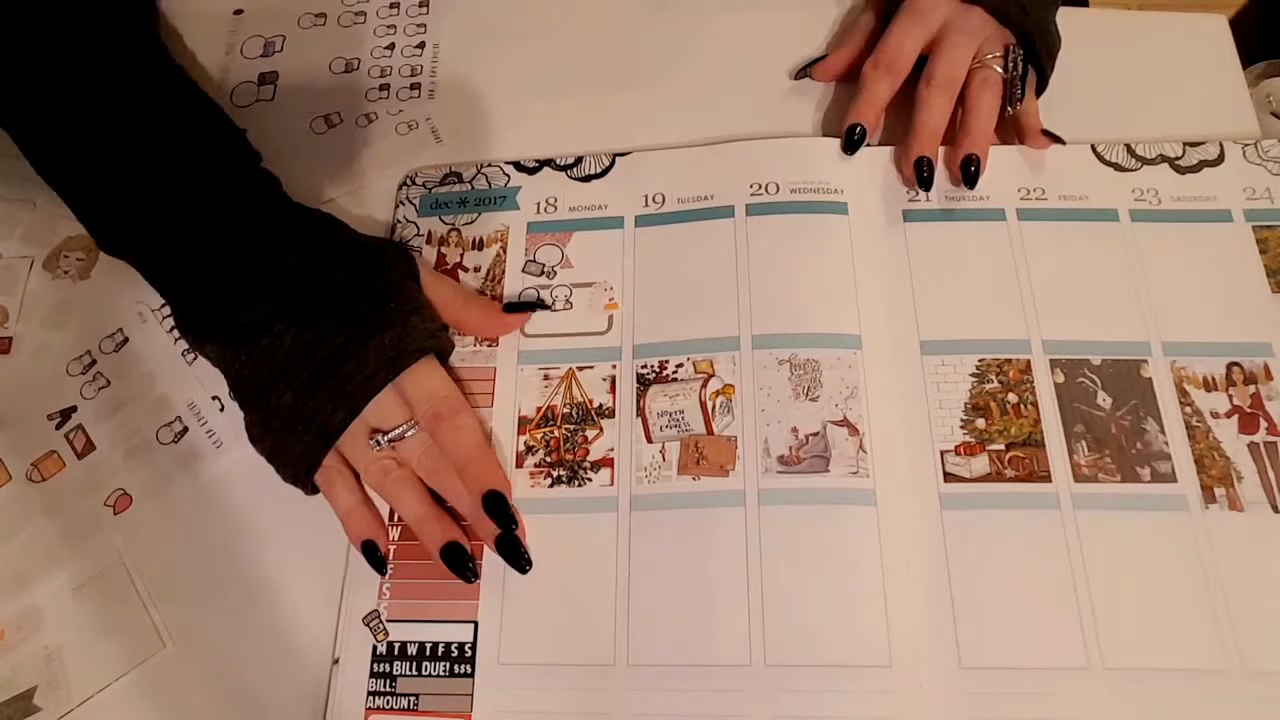 dec * 2017
18 MONDAY
19 TUESDAY
20 WEDNESDAY
21 THURSDAY
22 FRIDAY
23 SATURDAY
24
NORTH
POLE
EXPRESS
MAIL
NOEL
W
T
F
S
S
M T W T F S S
$$$ BILL DUE! $$$
BILL:
AMOUNT: